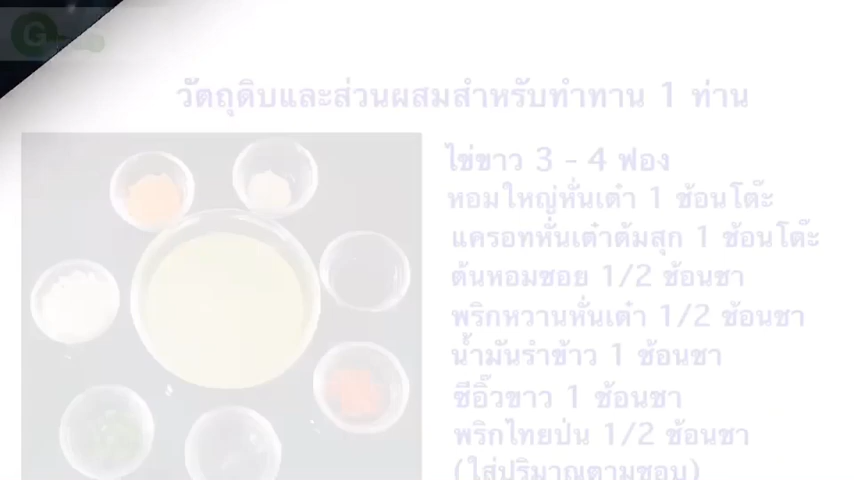 G
วัตถุดิบและส่วนผสมสำหรับทำทาน 1 ท่าน
ไข่ขาว 3 - 4 ฟอง
หอมใหญ่หั่นเต๋า 1 ช้อนโต๊ะ
แครอทหั่นเต๋าต้มสุก 1 ช้อนโต๊ะ
ต้นหอมซอย 1/2 ช้อนชา
พริกหวานหั่นเต๋า 1/2 ช้อนชา
น้ำมันรำข้าว 1 ช้อนชา
ซีอิ๊วขาว 1 ช้อนชา
พริกไทยป่น 1/2 ช้อนชา
(ใส่ปริมาณตามชอบ)